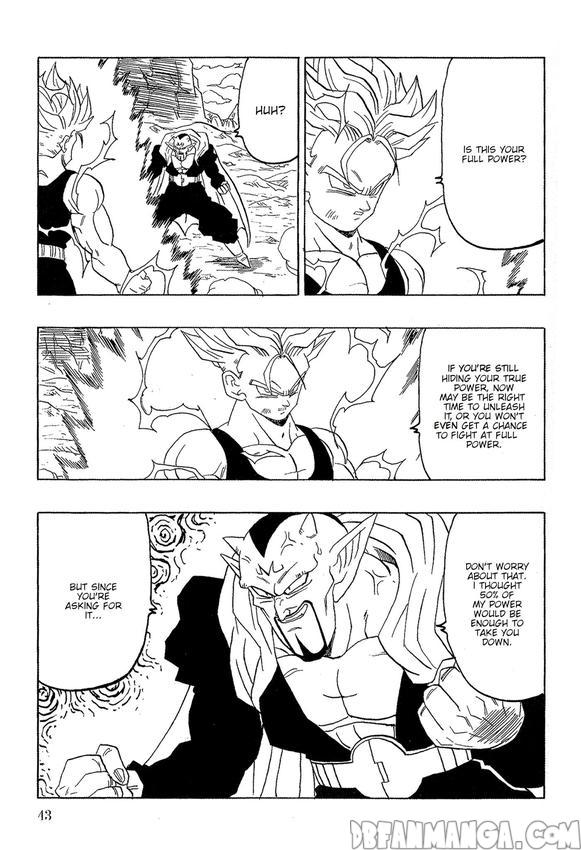 IS THIS YOUR
FULL POWER?
HUH?
IF YOU'RE STILL
HIDING YOUR TRUE
POWER, NOW
MAY BE THE RIGHT
TIME TO UNLEASH
IT, OR YOU WON'T
EVEN GET A CHANCE
TO FIGHT AT FULL
POWER.
DON'T WORRY
ABOUT THAT.
I THOUGHT
50% OF
MY POWER
WOULD BE
ENOUGH TO
TAKE YOU
DOWN.
BUT SINCE
YOU'RE
ASKING FOR
IT...
43
DBFANMANGA.COM